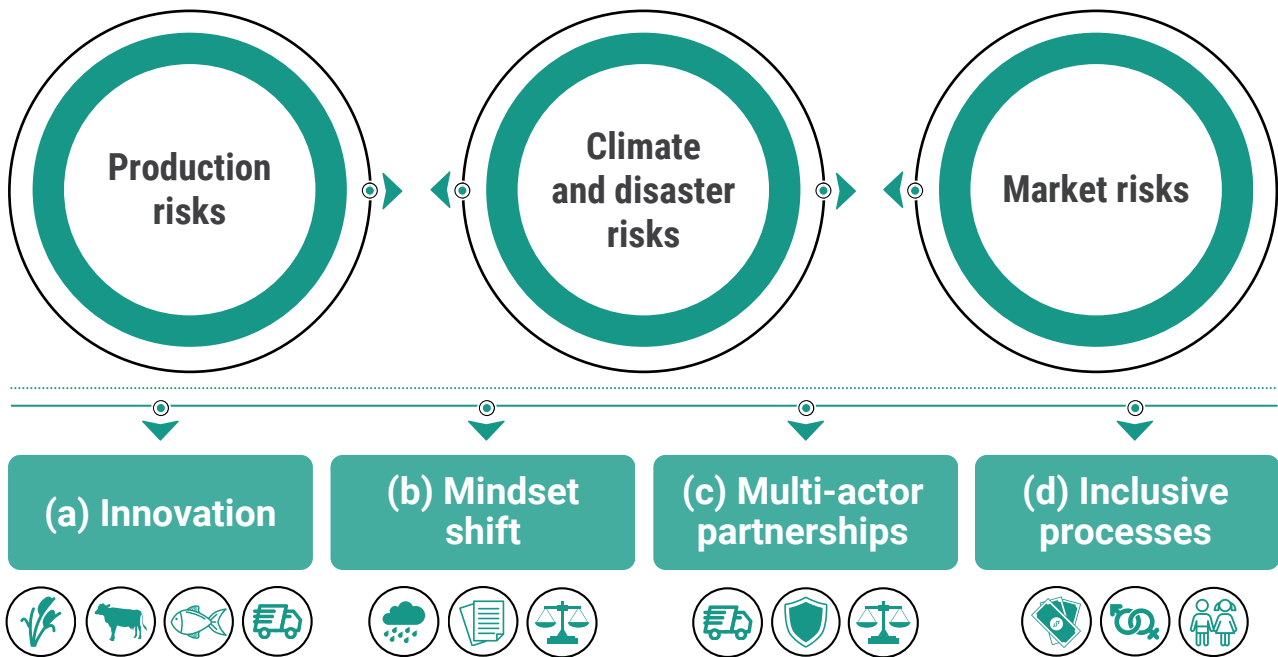 Production
risks
Climate
and disaster
risks
Market risks
(a) Innovation
(b) Mindset
shift
(c) Multi-actor
partnerships
(d) Inclusive
processes